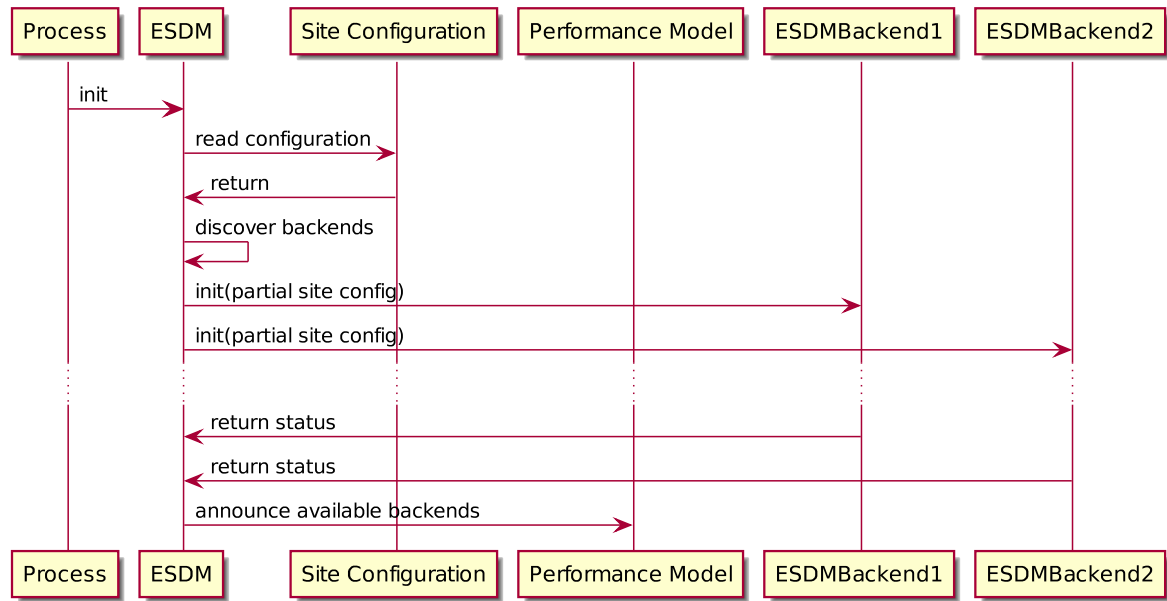 Process ESDM Site Configuration Performance Model ESDMBackend1 ESDMBackend2
init
read configuration
return
discover backends
init(partial site config)
init(partial site config)
return status
return status
announce available backends
Process ESDM Site Configuration Performance Model ESDMBackend1 ESDMBackend2